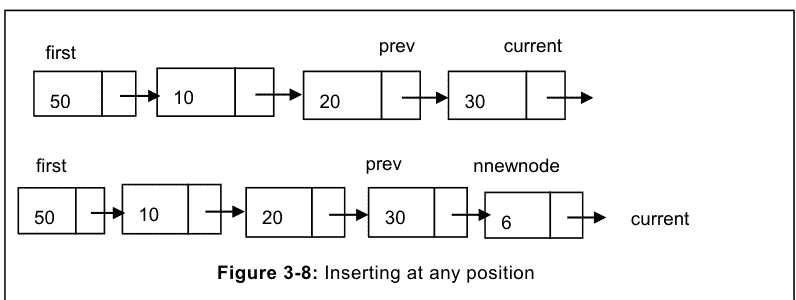 first prev current
50 10 20 30
first prev nnewnode
50 10 20 30 6 current
Figure 3-8: Inserting at any position